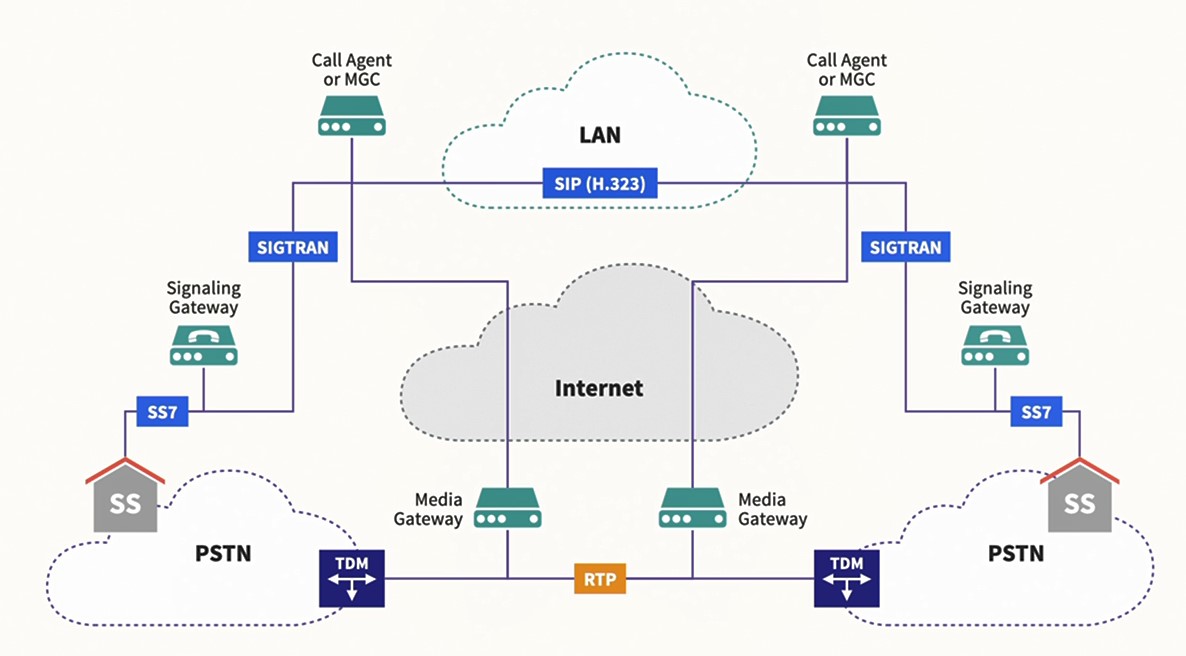 Call Agent
or MGC
Call Agent
or MGC
LAN
SIP (H.323)
SIGTRAN
SIGTRAN
Signaling
Gateway
Signaling
Gateway
Internet
SS7
SS7
SS
SS
Media
Gateway
Media
Gateway
PSTN
PSTN
TDM
TDM
RTP